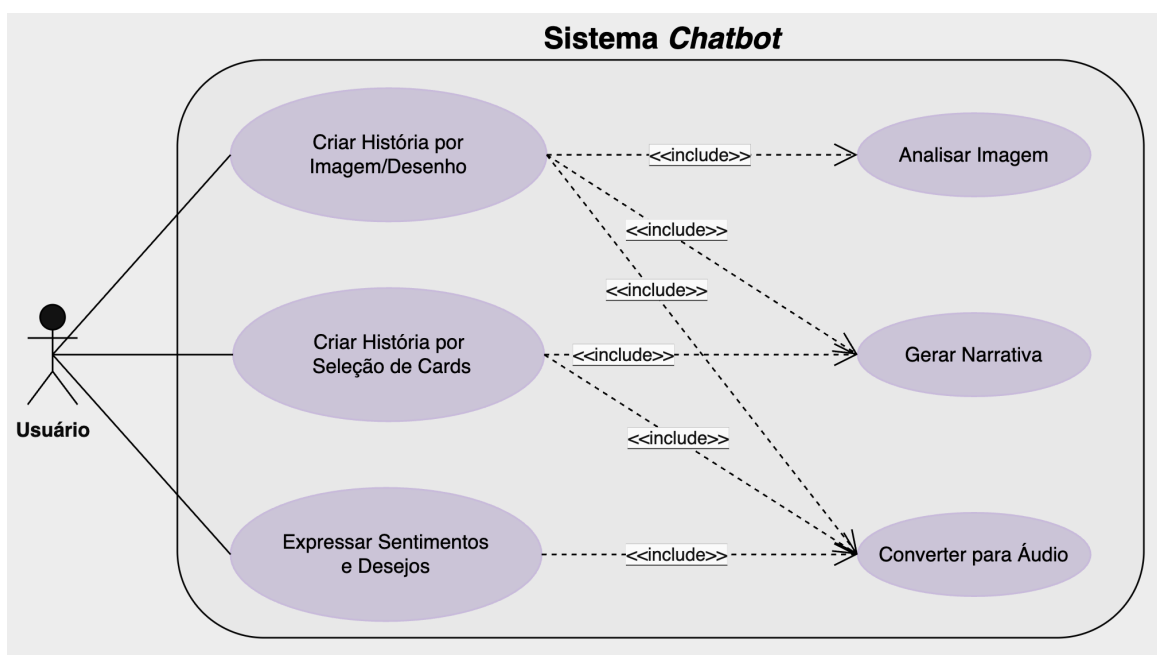 Sistema Chatbot
Criar História por
Imagem/Desenho
<<include>>
Analisar Imagem
<<include>>
<<include>>
Criar História por
Seleção de Cards
<<include>>
Gerar Narrativa
Usuário
<<include>>
Expressar Sentimentos
e Desejos
<<include>>
Converter para Áudio